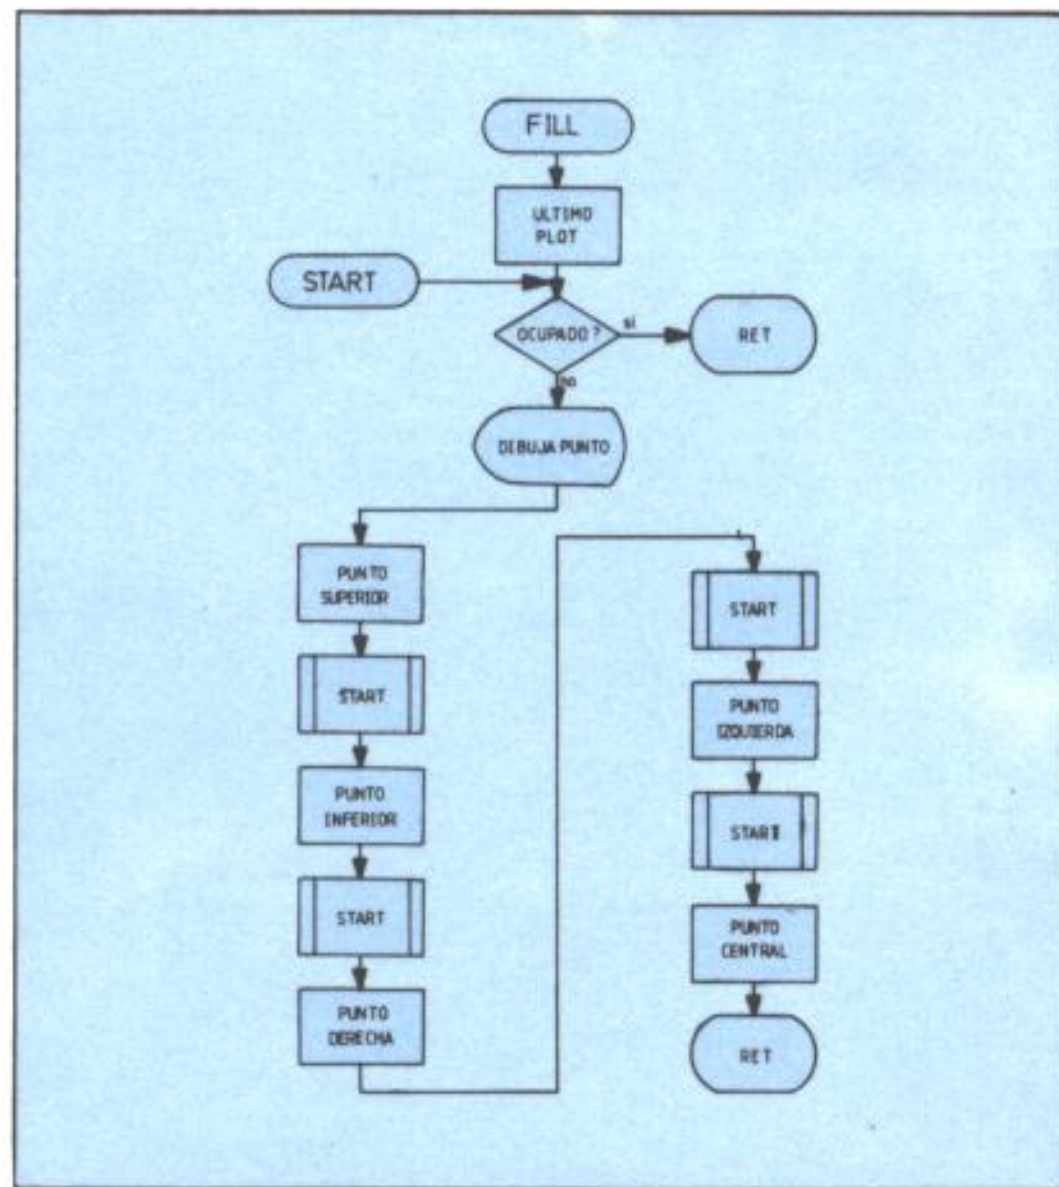 FILL
ULTIMO
PLOT
START
OCUPADO?
si
RET
no
DIBUJA PUNTO
PUNTO
SUPERIOR
START
PUNTO
INFERIOR
START
PUNTO
DERECHA
START
PUNTO
IZQUIERDA
START
PUNTO
CENTRAL
RET